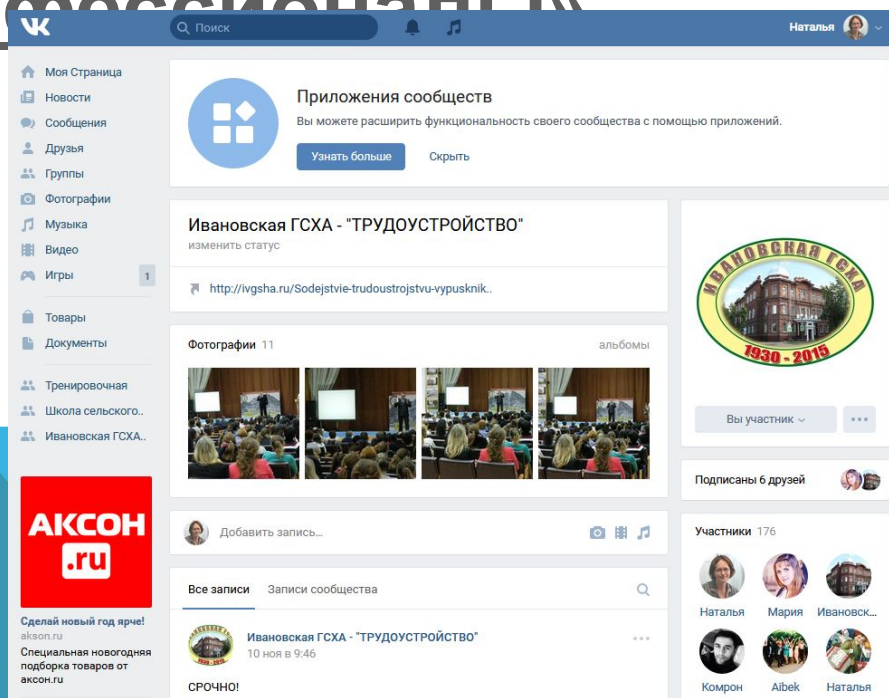 фессионалы»
VK
Поиск
Наталья
Моя Страница
Новости
Сообщения
Друзья
Группы
Фотографии
Музыка
Видео
Игры 1
Товары
Документы
Тренировочная
Школа сельского..
Ивановская ГСХА..
АКСОН
.ru
Сделай новый год ярче!
akson.ru
Специальная новогодняя
подборка товаров от
аксон.ru
Приложения сообществ
Вы можете расширить функциональность своего сообщества с помощью приложений.
Узнать больше Скрыть
Ивановская ГСХА - "ТРУДОУСТРОЙСТВО"
изменить статус
http://ivgsha.ru/Sodejstvie-trudoustrojstvu-vypusknik..
Фотографии 11 альбомы
Добавить запись...
Все записи Записи сообщества
Ивановская ГСХА - "ТРУДОУСТРОЙСТВО"
10 ноя в 9:46
СРОЧНО!
ИВАНОВСКАЯ ГСХА
1930 - 2015
Вы участник
Подписаны 6 друзей
Участники 176
Наталья Мария Ивановск...
Комрон Aibek Наталья